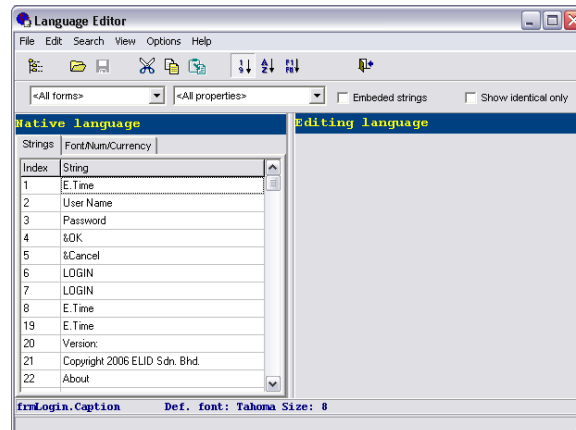 Language Editor
File Edit Search View Options Help
<All forms> <All properties> Embeded strings Show identical only
Native language
Editing language
Strings Font/Num/Currency
Index String
1 E.Time
2 User Name
3 Password
4 &OK
5 &Cancel
6 LOGIN
7 LOGIN
8 E.Time
19 E.Time
20 Version:
21 Copyright 2006 ELID Sdn. Bhd.
22 About
frmLogin.Caption Def. font: Tahoma Size: 8